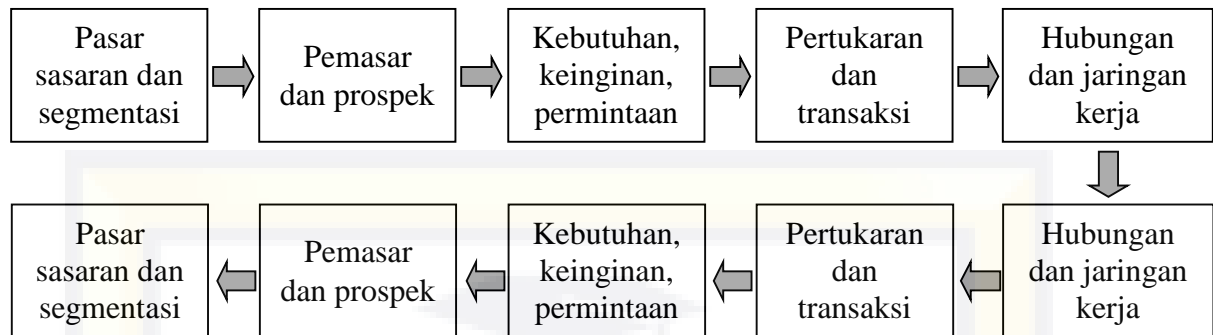 Pasar
sasaran dan
segmentasi
Pemasar
dan prospek
Kebutuhan,
keinginan,
permintaan
Pertukaran
dan
transaksi
Hubungan
dan jaringan
kerja
Pasar
sasaran dan
segmentasi
Pemasar
dan prospek
Kebutuhan,
keinginan,
permintaan
Pertukaran
dan
transaksi
Hubungan
dan jaringan
kerja